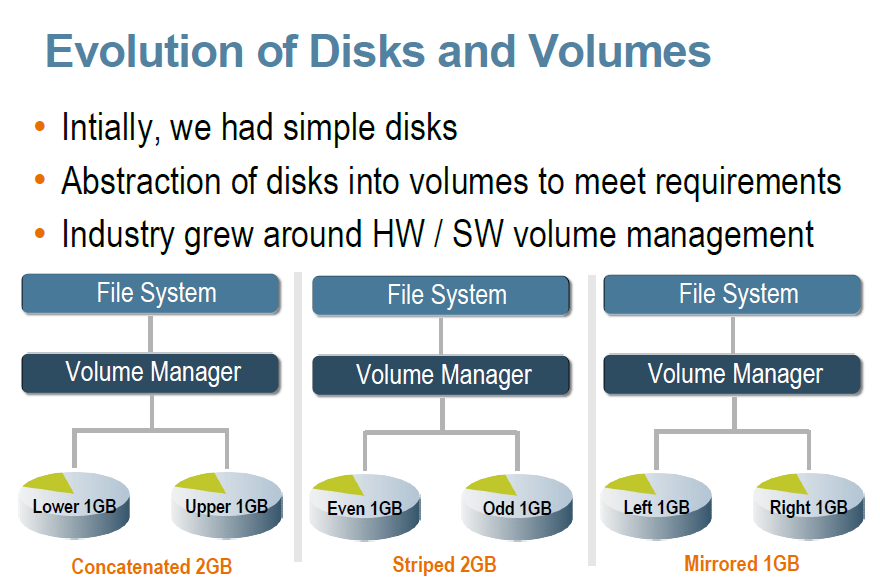 Evolution of Disks and Volumes
• Intially, we had simple disks
• Abstraction of disks into volumes to meet requirements
• Industry grew around HW / SW volume management
File System
Volume Manager
Lower 1GB Upper 1GB
Concatenated 2GB
File System
Volume Manager
Even 1GB Odd 1GB
Striped 2GB
File System
Volume Manager
Left 1GB Right 1GB
Mirrored 1GB